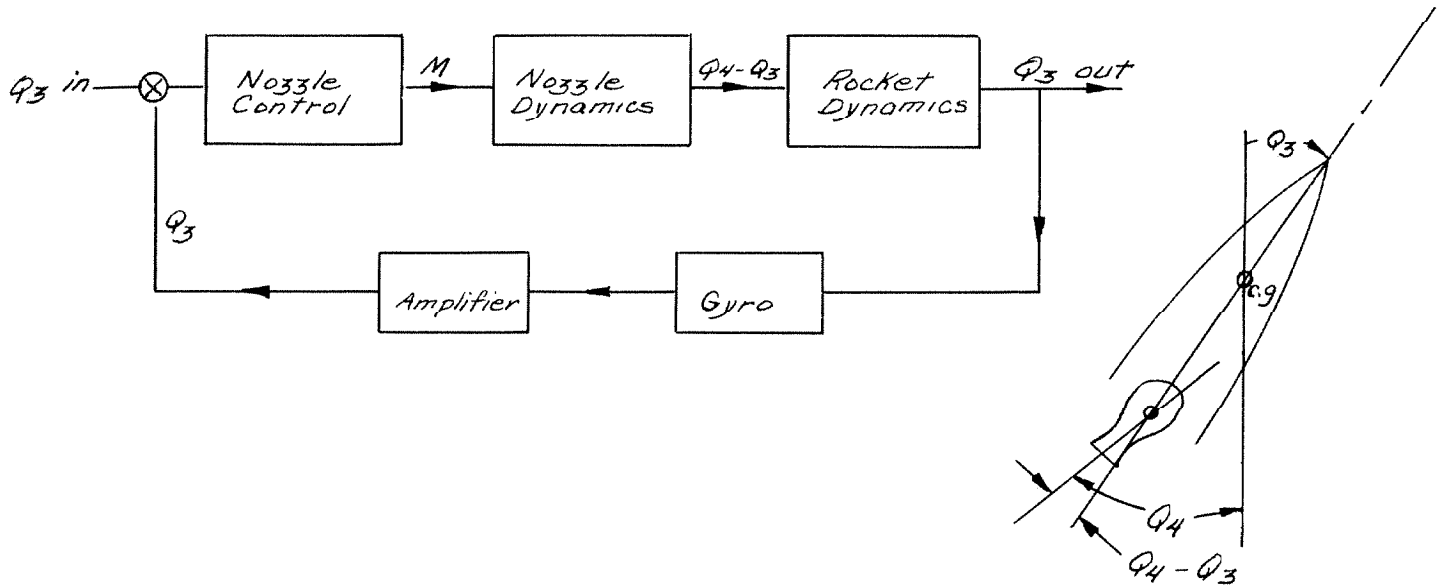 Q3 in
Nozzle
Control
M
Nozzle
Dynamics
Q4-Q3
Rocket
Dynamics
Q3 out
Q3
Amplifier
Gyro
Q3
c.g
Q4
Q4-Q3